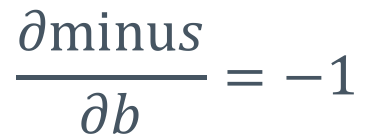 ∂minus
∂b = −1